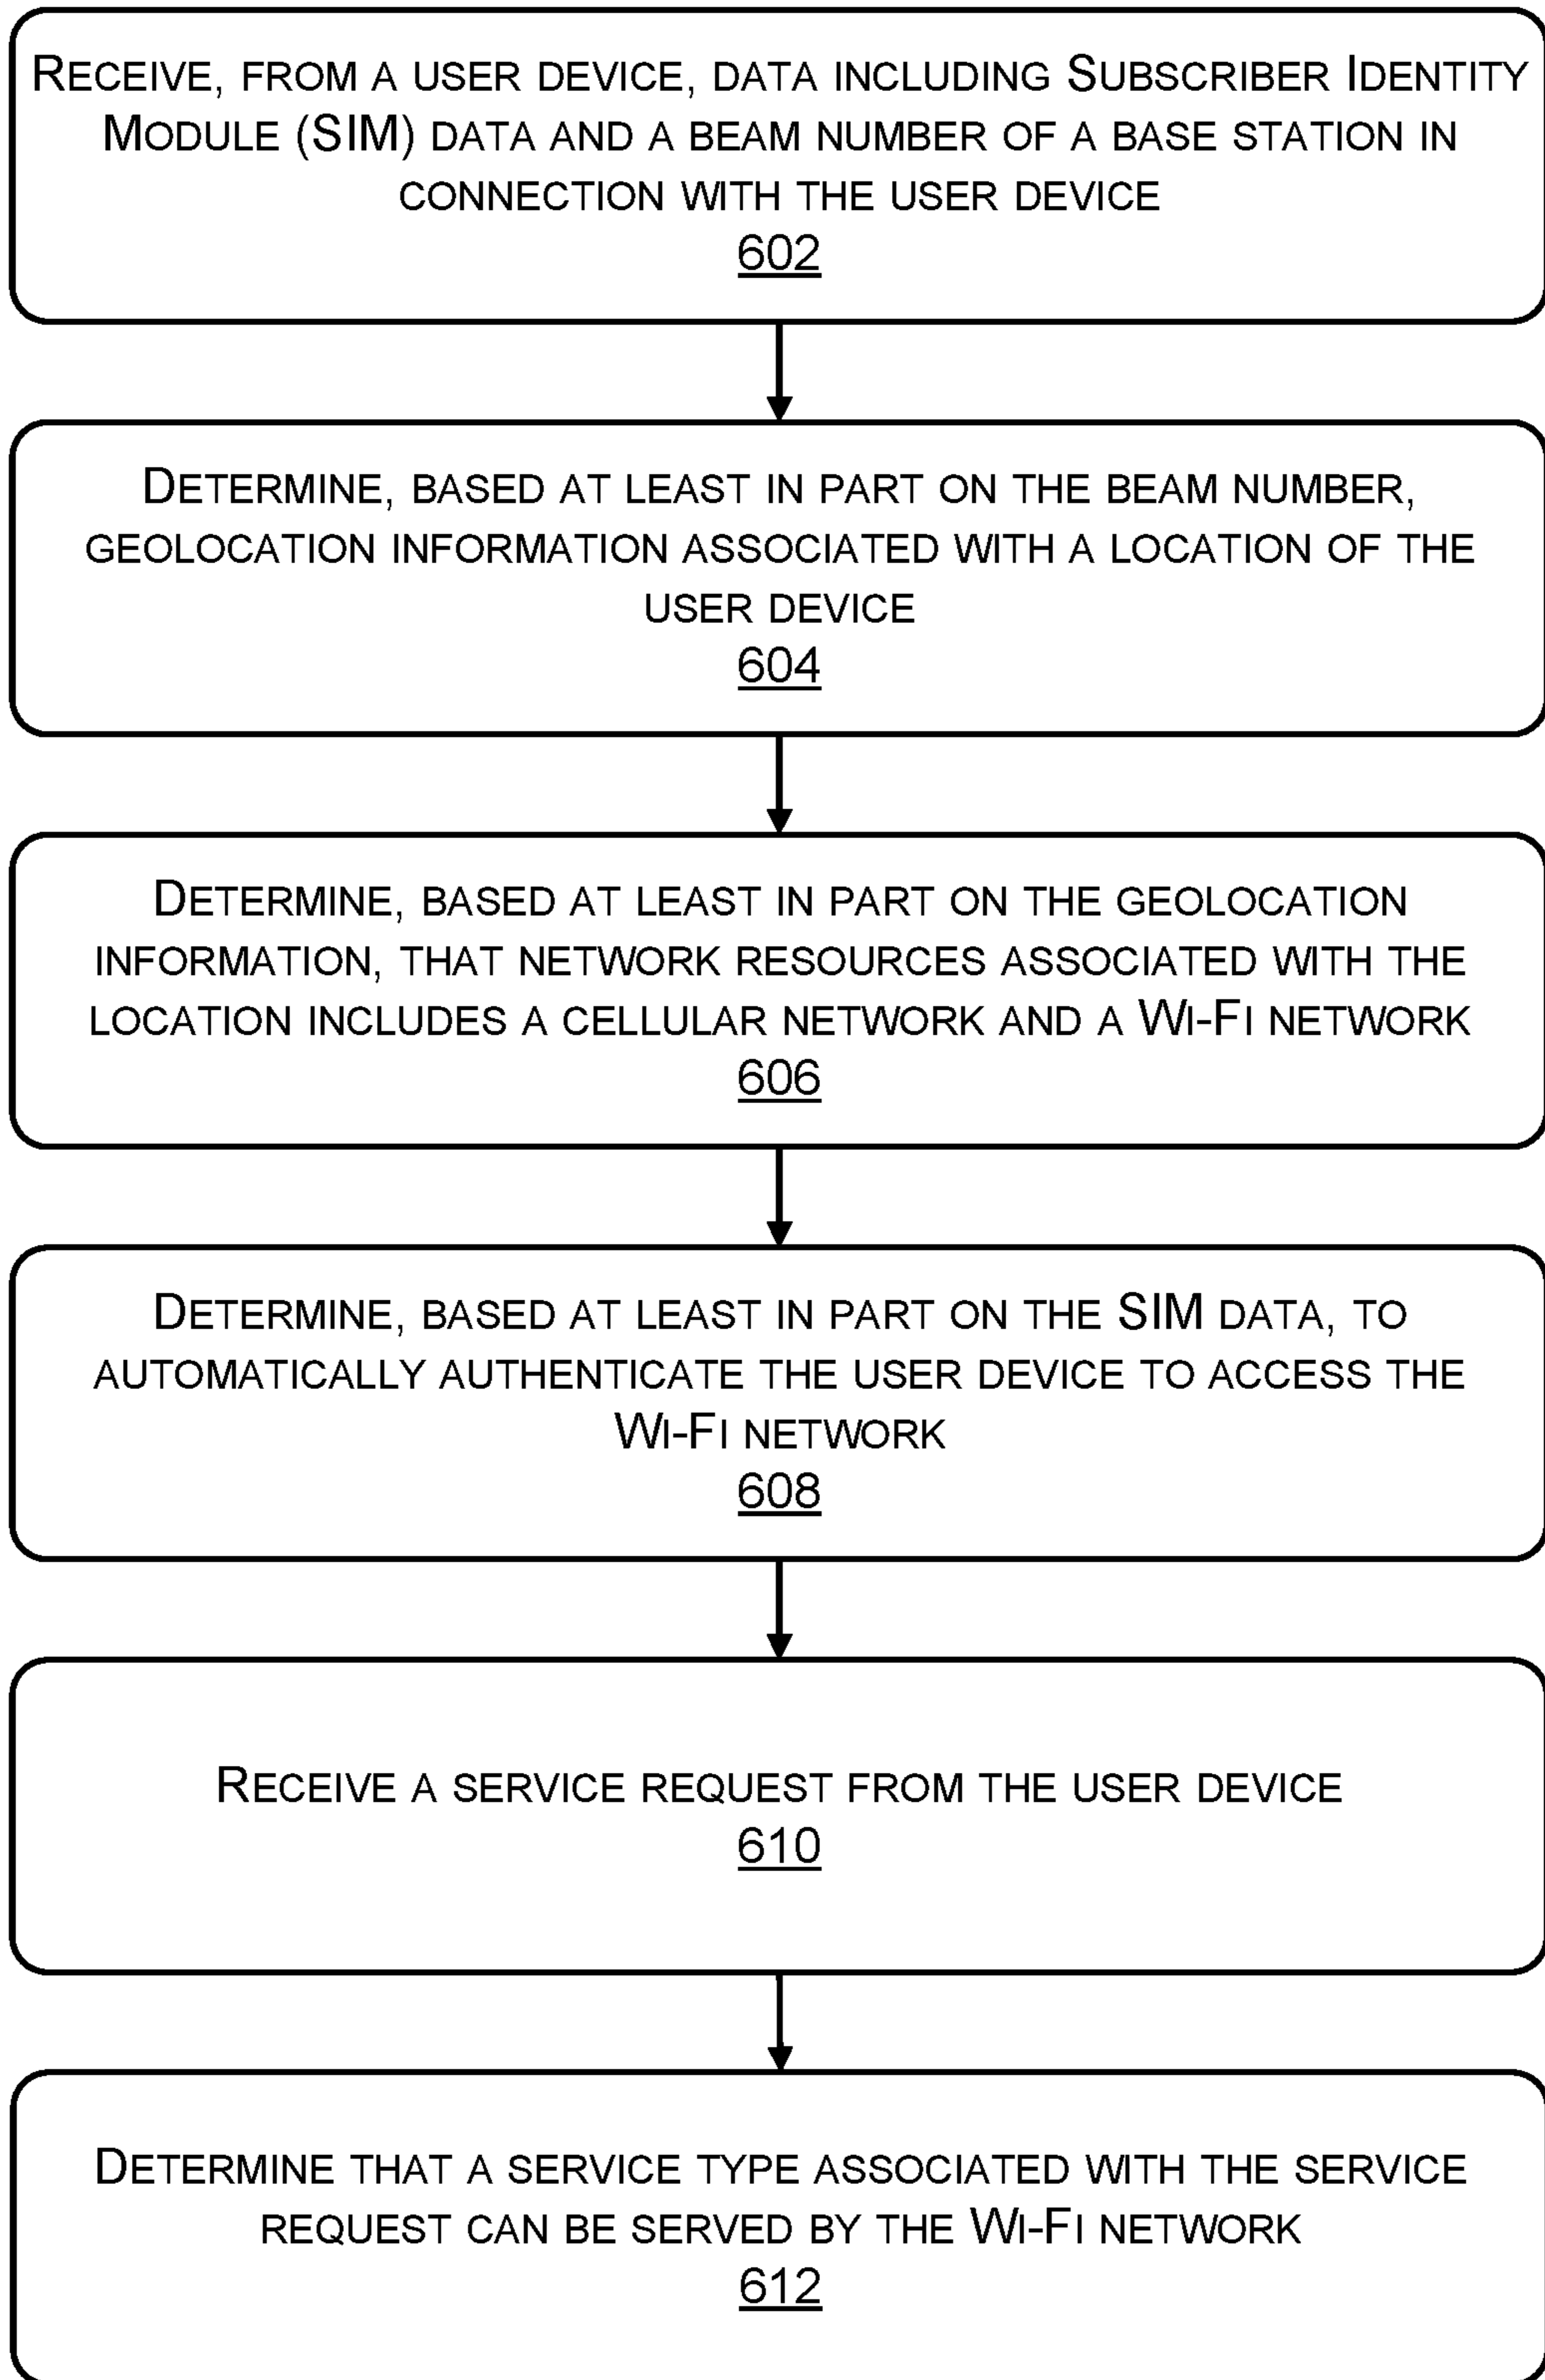 Receive, from a user device, data including Subscriber Identity
Module (SIM) data and a beam number of a base station in
connection with the user device
602
Determine, based at least in part on the beam number,
geolocation information associated with a location of the
user device
604
Determine, based at least in part on the geolocation
information, that network resources associated with the
location includes a cellular network and a Wi-Fi network
606
Determine, based at least in part on the SIM data, to
automatically authenticate the user device to access the
Wi-Fi network
608
Receive a service request from the user device
610
Determine that a service type associated with the service
request can be served by the Wi-Fi network
612